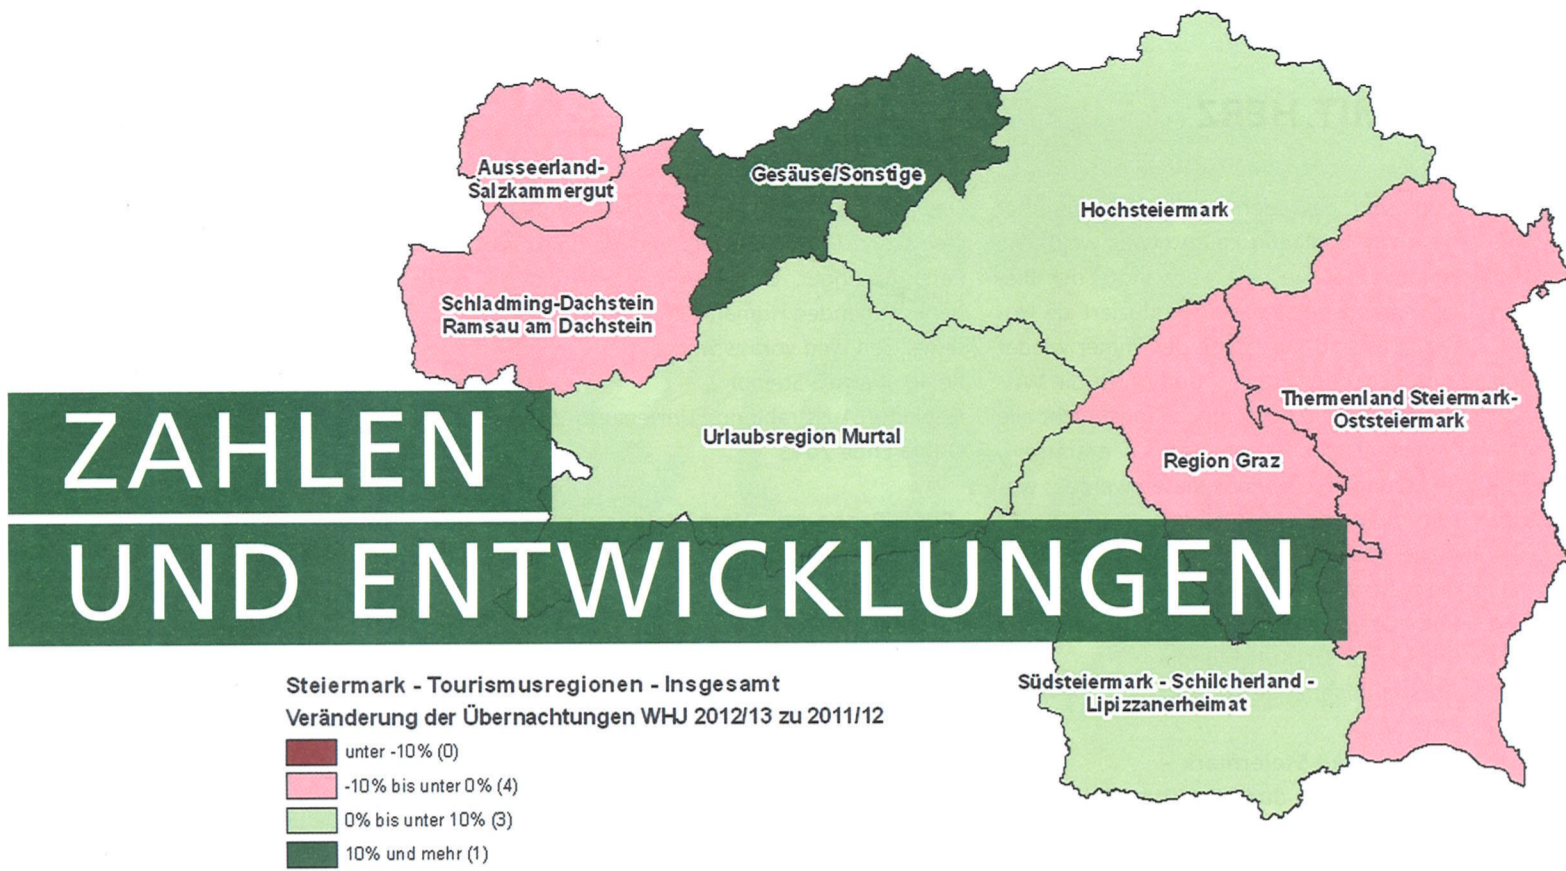 Ausseerland-
Salzkammergut
Gesäuse/Sonstige
Hochsteiermark
Schladming-Dachstein
Ramsau am Dachstein
Thermenland Steiermark-
Oststeiermark
Urlaubsregion Murtal
Region Graz
ZAHLEN
UND ENTWICKLUNGEN
Südsteiermark - Schilcherland -
Lipizzanerheimat
Steiermark - Tourismusregionen - Insgesamt
Veränderung der Übernachtungen WHJ 2012/13 zu 2011/12
unter -10% (0)
-10% bis unter 0% (4)
0% bis unter 10% (3)
10% und mehr (1)